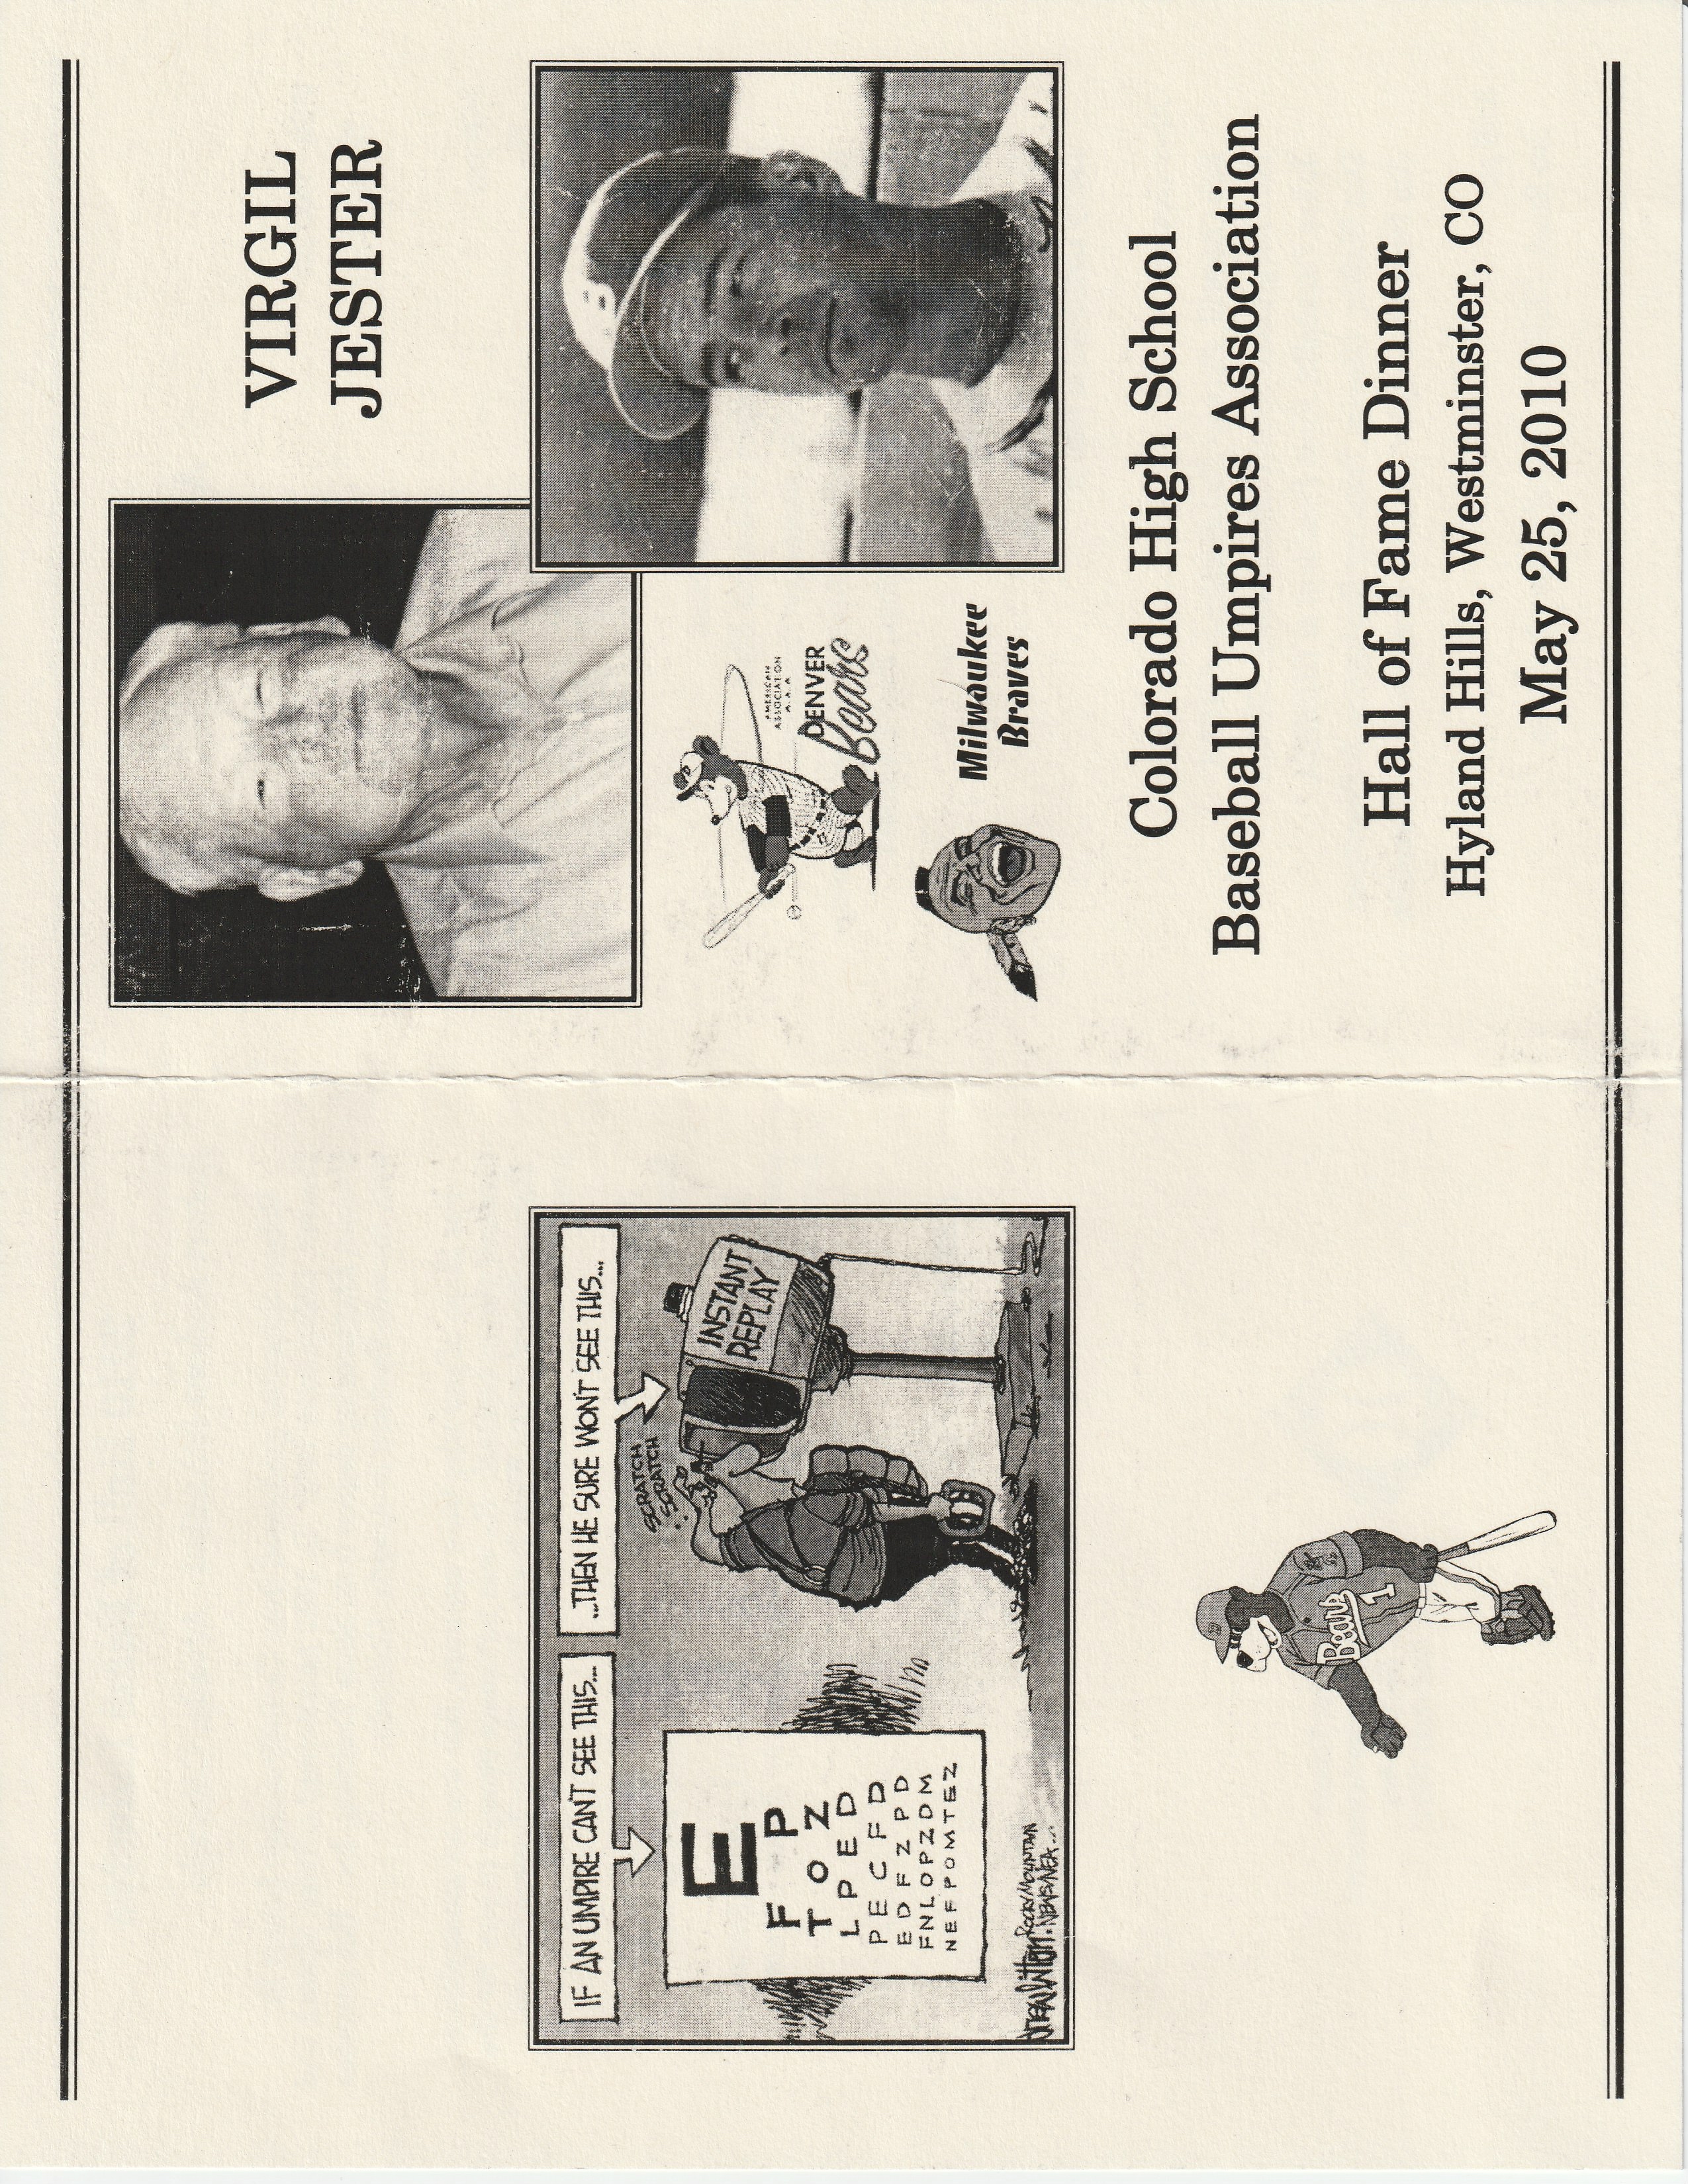 VIRGIL
JESTER
AMERICAN
ASSOCIATION
A.A.A.
DENVER
Bears
Milwaukee
Braves
Colorado High School
Baseball Umpires Association
Hall of Fame Dinner
Hyland Hills, Westminster, CO
May 25, 2010
IF AN UMPIRE CAN'T SEE THIS...
...THEN HE SURE WON'T SEE THIS...
SCRATCH
SCRATCH
INSTANT
REPLAY
E
F P
T O Z
L P E D
P E C F D
E D F Z P D
F N L O P Z D M
N E F P O M T E Z
ROCKY MOUNTAIN
NEWS/NEA...
Bears
1